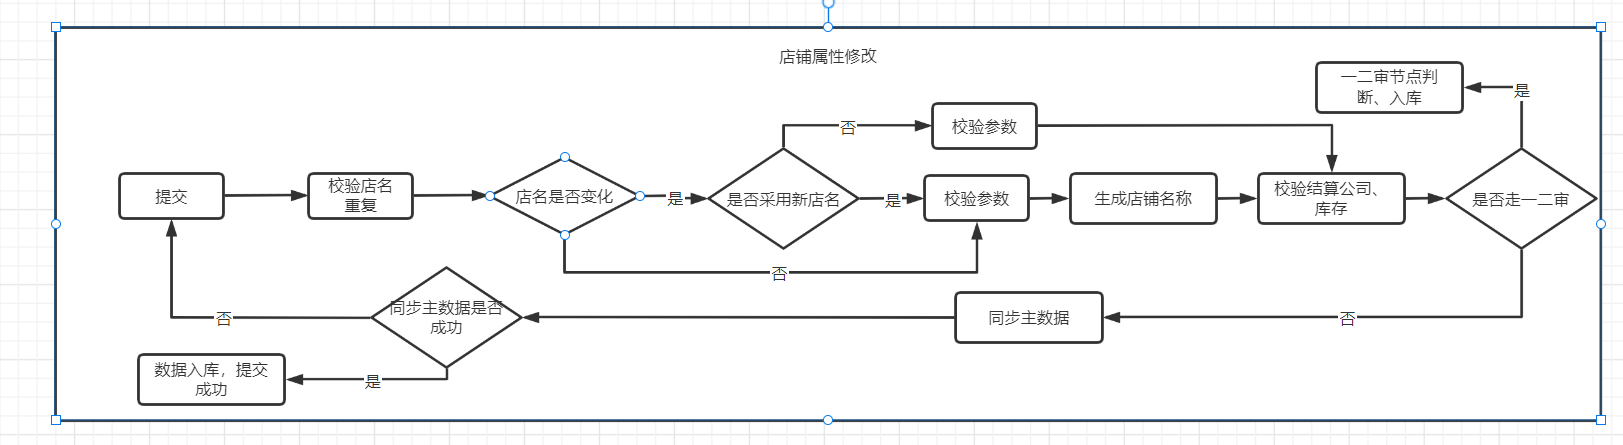 店铺属性修改
一二审节点判
断、入库
是
否
校验参数
提交
校验店名
重复
店名是否变化
是
是否采用新店名
是
校验参数
生成店铺名称
校验结算公司、
库存
是否走一二审
否
同步主数据是否
成功
否
同步主数据
否
数据入库，提交
成功
是